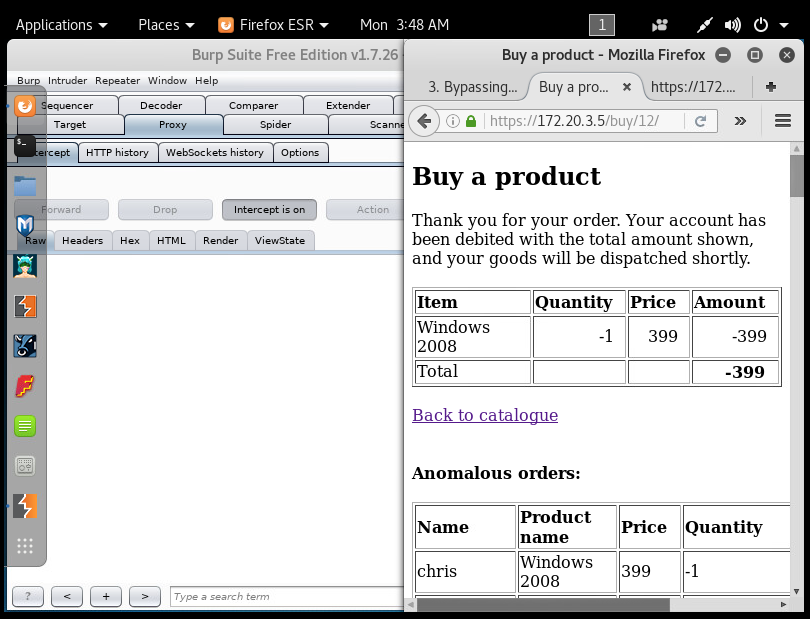 Applications Places Firefox ESR Mon 3:48 AM 1
Burp Suite Free Edition v1.7.26 -
Burp Intruder Repeater Window Help
Sequencer Decoder Comparer Extender
Target Proxy Spider Scanne
tercept HTTP history WebSockets history Options
Forward Drop Intercept is on Action
Raw Headers Hex HTML Render ViewState
? < + > Type a search term
Buy a product - Mozilla Firefox
3. Bypassing... Buy a pro... https://172....
https://172.20.3.5/buy/12/
Buy a product
Thank you for your order. Your account has
been debited with the total amount shown,
and your goods will be dispatched shortly.
Item Quantity Price Amount
Windows
2008 -1 399 -399
Total -399
Back to catalogue
Anomalous orders:
Name Product
name Price Quantity
chris Windows
2008 399 -1